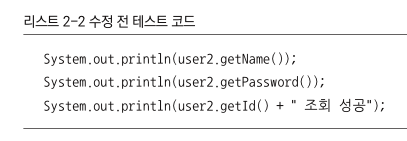 리스트 2-2 수정 전 테스트 코드
System.out.println(user2.getName());
System.out.println(user2.getPassword());
System.out.println(user2.getId() + " 조회 성공");